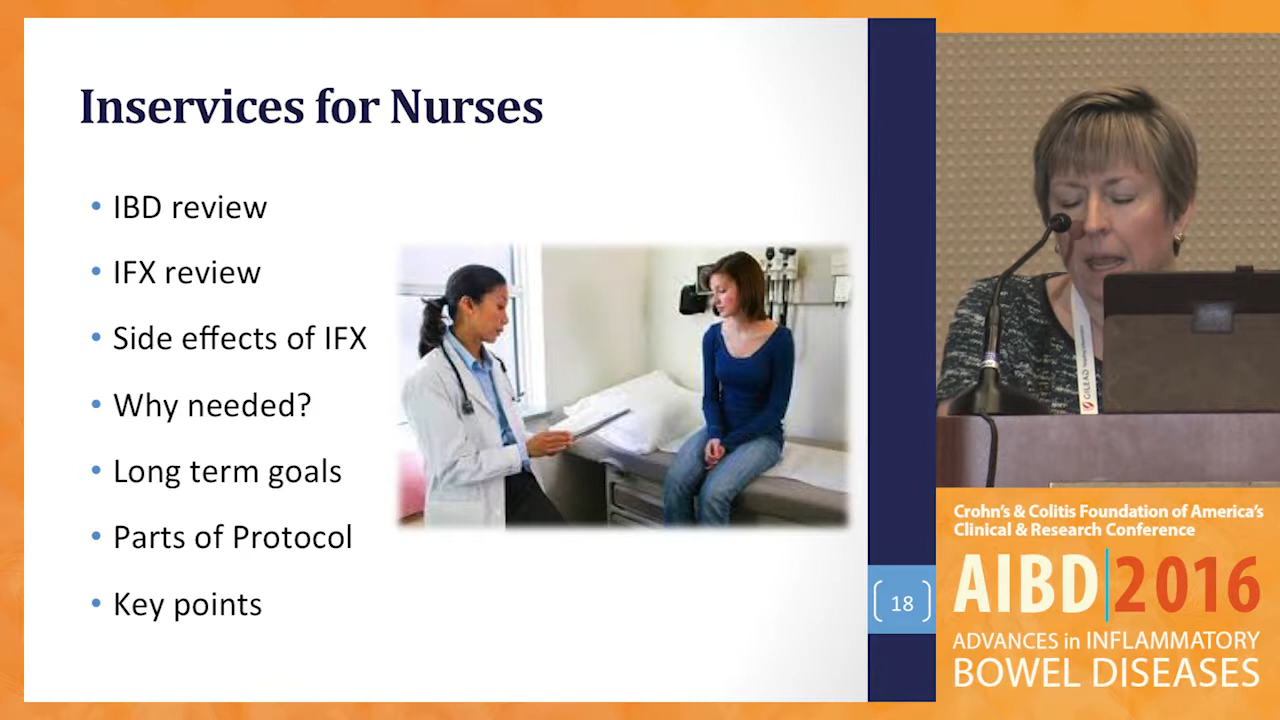 Inservices for Nurses
• IBD review
• IFX review
• Side effects of IFX
• Why needed?
• Long term goals
• Parts of Protocol
• Key points
18
GILEAD
Crohn's & Colitis Foundation of America's
Clinical & Research Conference
AIBD|2016
ADVANCES in INFLAMMATORY
BOWEL DISEASES